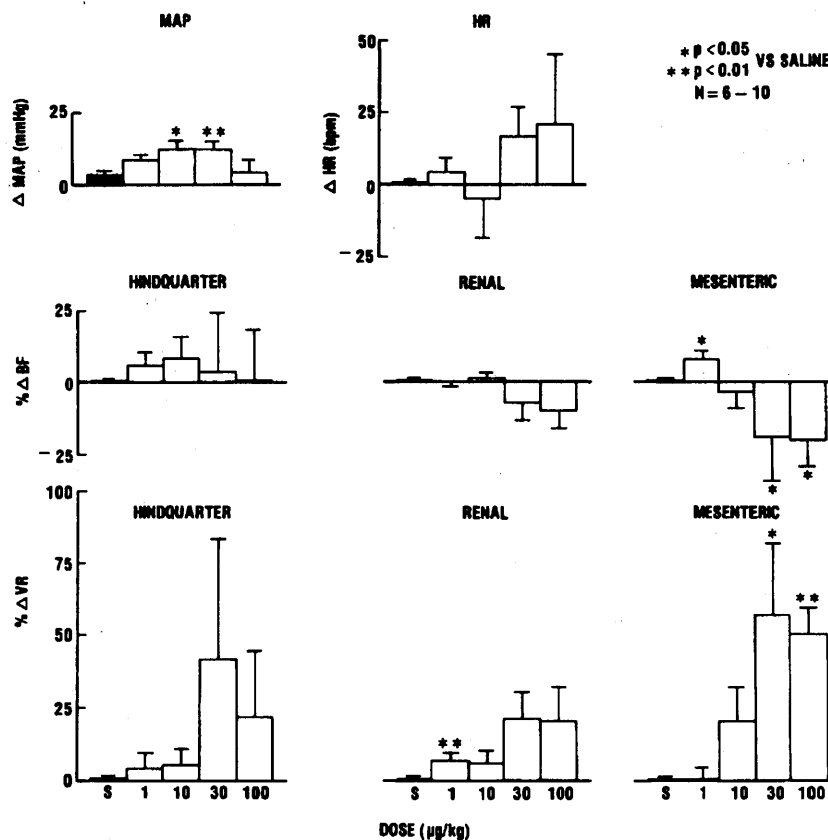 MAP
HR
* p < 0.05
** p < 0.01
VS SALINE
N = 6 – 10
Δ MAP (mmHg)
25
0
Δ HR (bpm)
50
25
0
– 25
HINDQUARTER
RENAL
MESENTERIC
% Δ BF
25
0
– 25
* **
*
* *
HINDQUARTER
RENAL
MESENTERIC
% Δ VR
100
75
50
25
0
**
* **
S 1 10 30 100
S 1 10 30 100
S 1 10 30 100
DOSE (μg/kg)